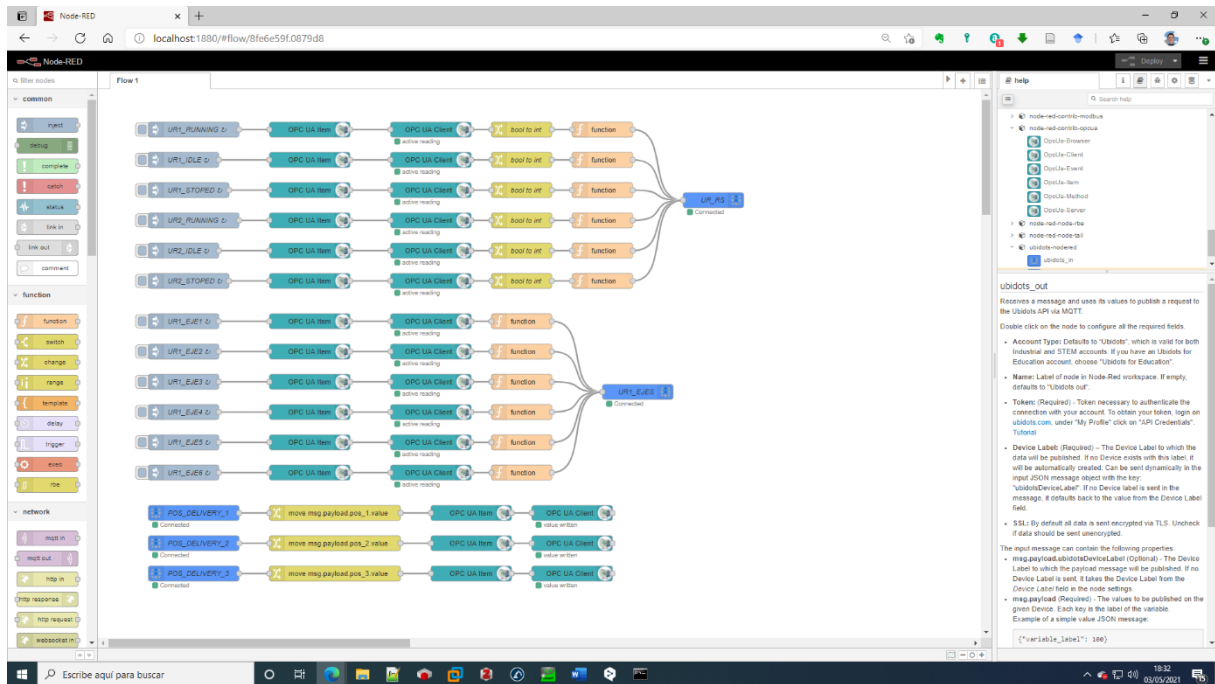 Node-RED
localhost:1880/#flow/8fe6e59f.0879d8
Node-RED
Deploy
filter nodes
Flow 1
help
Search help
common
inject
debug
complete
catch
status
link in
link out
comment
function
function
switch
change
range
template
delay
trigger
exec
rbe
network
mqtt in
mqtt out
http in
http response
http request
websocket in
UR1_RUNNING ↻
OPC UA Item
OPC UA Client
active reading
bool to int
function
UR1_IDLE ↻
OPC UA Item
OPC UA Client
active reading
bool to int
function
UR1_STOPED ↻
OPC UA Item
OPC UA Client
active reading
bool to int
function
UR2_RUNNING ↻
OPC UA Item
OPC UA Client
active reading
bool to int
function
UR2_IDLE ↻
OPC UA Item
OPC UA Client
active reading
bool to int
function
UR2_STOPED ↻
OPC UA Item
OPC UA Client
active reading
bool to int
function
UR_RS
Connected
UR1_EJE1 ↻
OPC UA Item
OPC UA Client
active reading
function
UR1_EJE2 ↻
OPC UA Item
OPC UA Client
active reading
function
UR1_EJE3 ↻
OPC UA Item
OPC UA Client
active reading
function
UR1_EJE4 ↻
OPC UA Item
OPC UA Client
active reading
function
UR1_EJE5 ↻
OPC UA Item
OPC UA Client
active reading
function
UR1_EJE6 ↻
OPC UA Item
OPC UA Client
active reading
function
UR1_EJES
Connected
POS_DELIVERY_1
Connected
move msg.payload.pos_1.value
OPC UA Item
OPC UA Client
value written
POS_DELIVERY_2
Connected
move msg.payload.pos_2.value
OPC UA Item
OPC UA Client
value written
POS_DELIVERY_3
Connected
move msg.payload.pos_3.value
OPC UA Item
OPC UA Client
value written
node-red-contrib-modbus
node-red-contrib-opcua
OpcUa-Browser
OpcUa-Client
OpcUa-Event
OpcUa-Item
OpcUa-Method
OpcUa-Server
node-red-node-rbe
node-red-node-tail
ubidots-nodered
ubidots_in
ubidots_out
Receives a message and uses its values to publish a request to
the Ubidots API via MQTT.
Double click on the node to configure all the required fields.
• Account Type: Defaults to "Ubidots", which is valid for both
Industrial and STEM accounts. If you have an Ubidots for
Education account, choose "Ubidots for Education".
• Name: Label of node in Node-Red workspace. If empty,
defaults to "Ubidots out".
• Token: (Required) - Token necessary to authenticate the
connection with your account. To obtain your token, login on
ubidots.com, under "My Profile" click on "API Credentials".
Tutorial
• Device Label: (Required) – The Device Label to which the
data will be published. If no Device exists with this label, it
will be automatically created. Can be sent dynamically in the
input JSON message object with the key:
"ubidotsDeviceLabel". If no Device label is sent in the
message, it defaults back to the value from the Device Label
field.
• SSL: By default all data is sent encrypted via TLS. Uncheck
if data should be sent unencrypted.
The input message can contain the following properties
• msg.payload.ubidotsDeviceLabel (Optional) - The Device
Label to which the payload message will be published. If no
Device Label is sent. it takes the Device Label from the
Device Label field in the node settings.
• msg.payload (Required) - The values to be published on the
given Device. Each key is the label of the variable.
Example of a simple value JSON message:
{"variable_label": 100}
Escribe aquí para buscar
18:32
03/05/2021